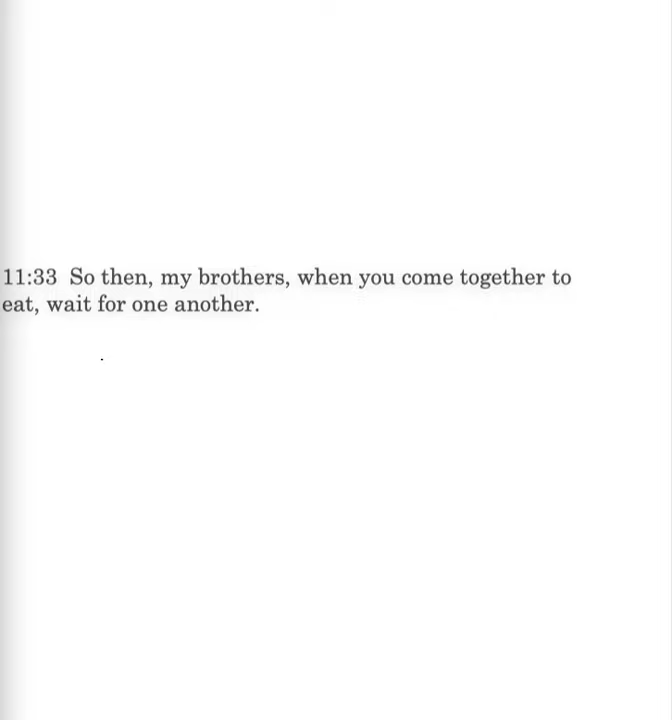 11:33 So then, my brothers, when you come together to
eat, wait for one another.